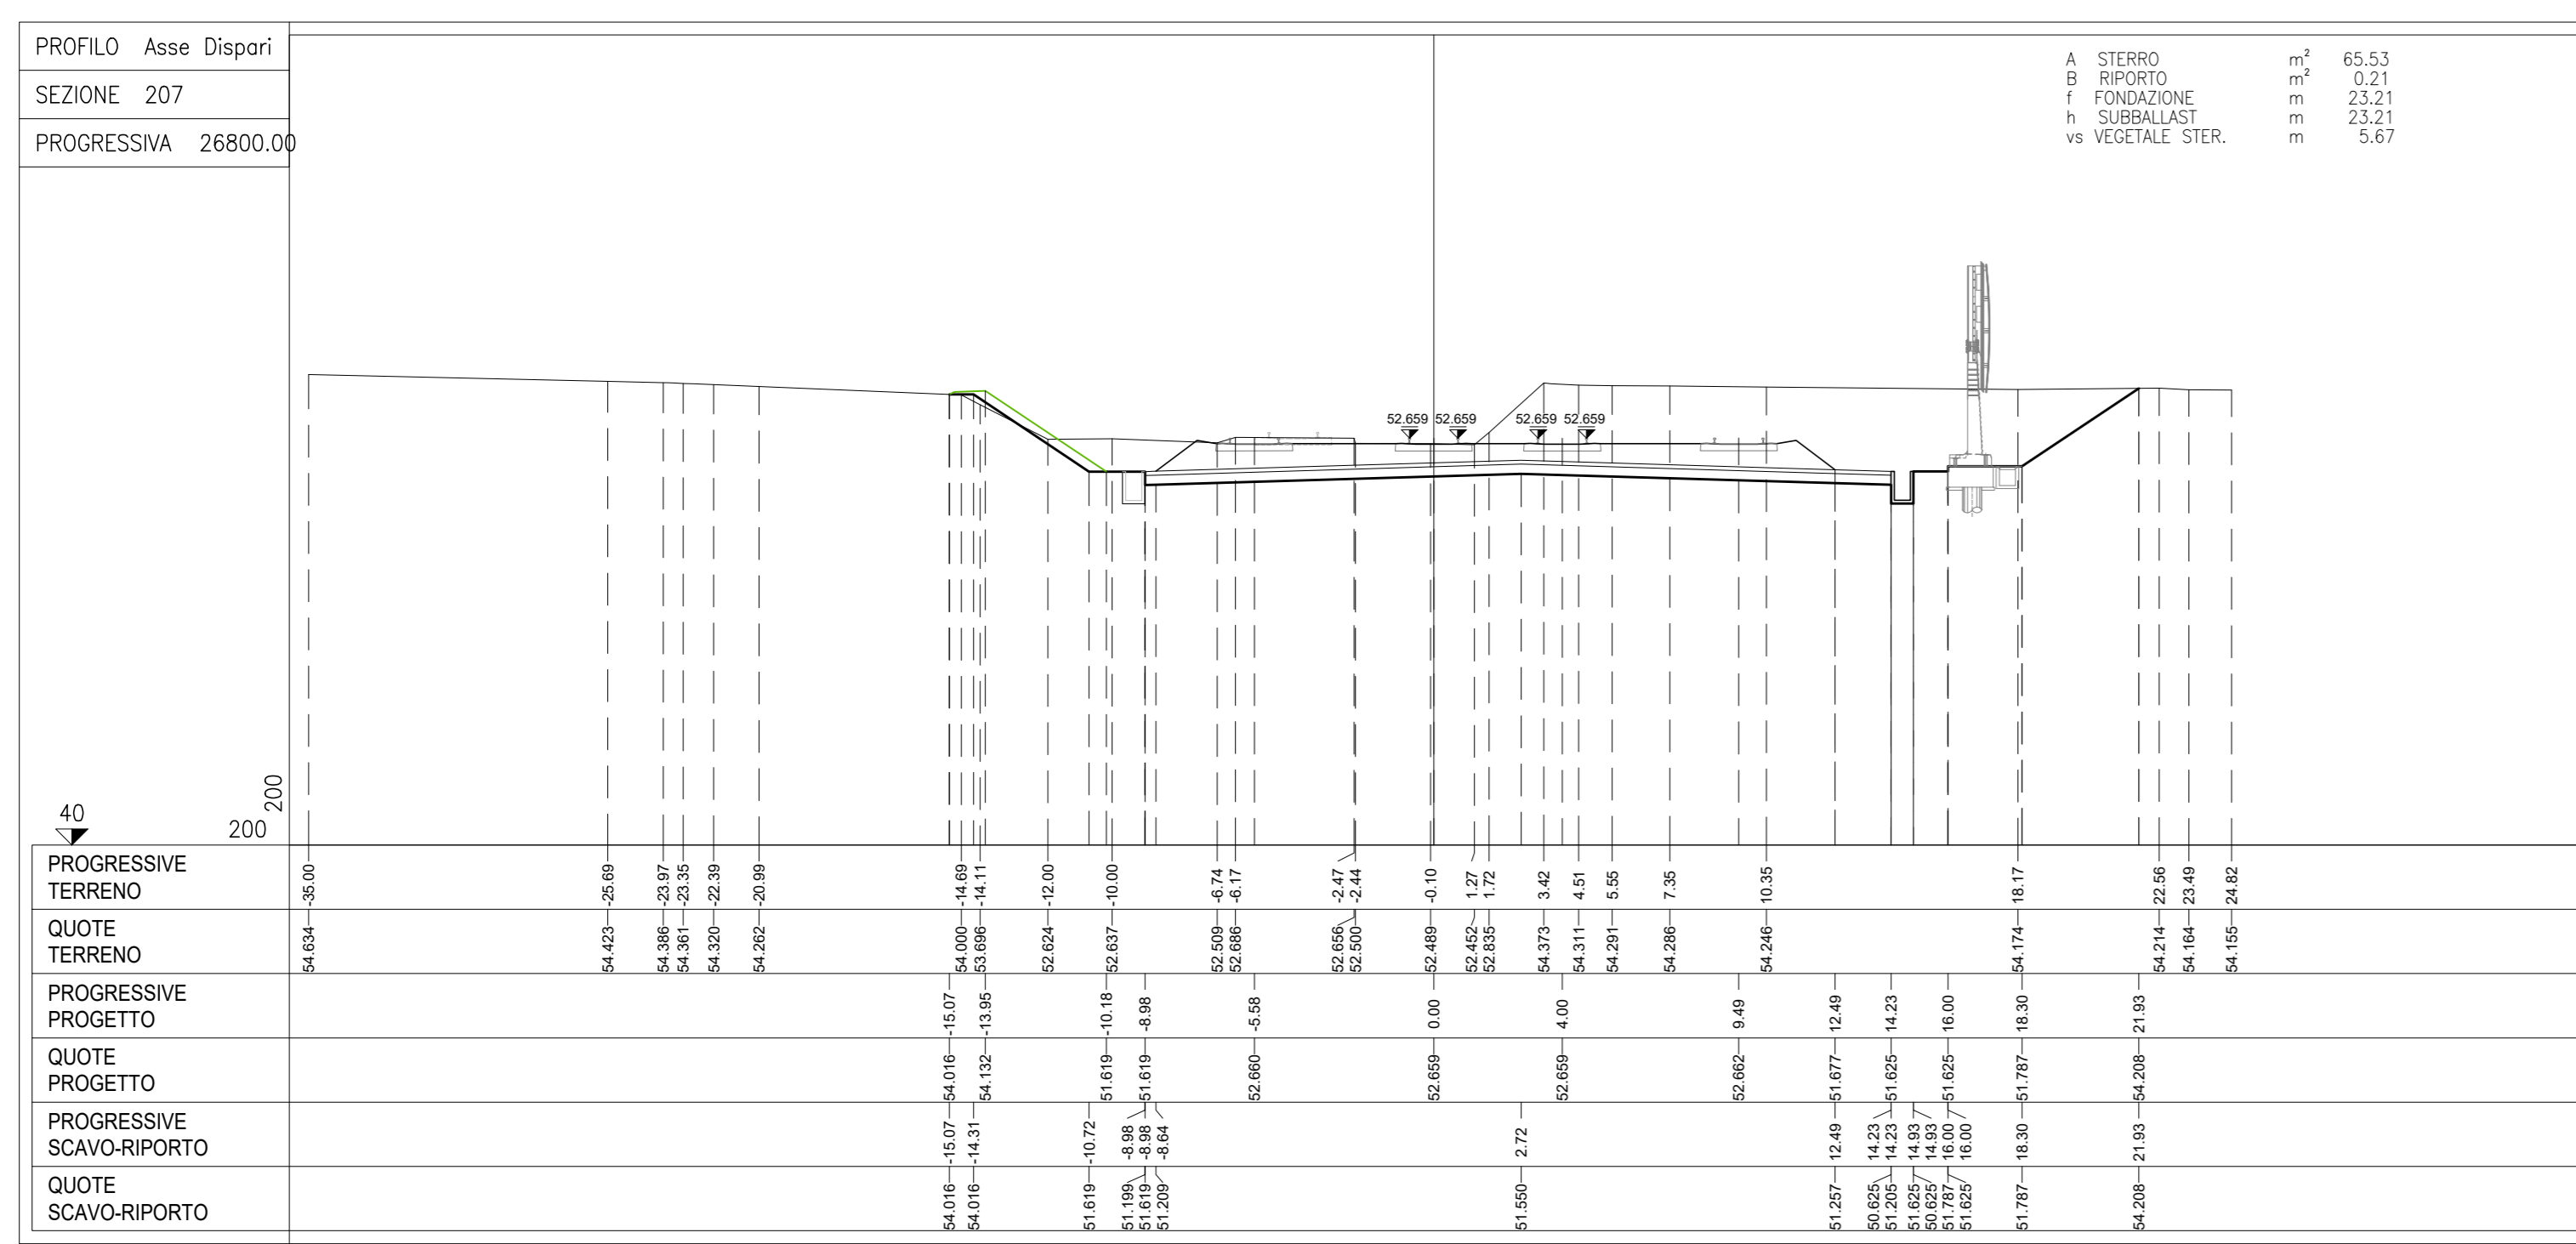 PROFILO Asse Dispari
SEZIONE 207
PROGRESSIVA 26800.00
A STERRO m² 65.53
B RIPORTO m² 0.21
f FONDAZIONE m 23.21
h SUBBALLAST m 23.21
vs VEGETALE STER. m 5.67
52.659 52.659 52.659 52.659
200
40
200
PROGRESSIVE
TERRENO
-35.00 -25.69 -23.97 -23.35 -22.39 -20.99 -14.69 -14.11 -12.00 -10.00 -6.74 -6.17 -2.47 -2.44 -0.10 1.27 1.72 3.42 4.51 5.55 7.35 10.35 18.17 22.56 23.49 24.82
QUOTE
TERRENO
54.634 54.423 54.386 54.361 54.320 54.262 54.000 53.696 52.624 52.637 52.509 52.686 52.656 52.500 52.489 52.452 52.835 54.373 54.311 54.291 54.286 54.246 54.174 54.214 54.164 54.155
PROGRESSIVE
PROGETTO
-15.07 -13.95 -10.18 -8.98 -5.58 0.00 4.00 9.49 12.49 14.23 16.00 18.30 21.93
QUOTE
PROGETTO
54.016 54.132 51.619 51.619 52.660 52.659 52.659 52.662 51.677 51.625 51.625 51.787 54.208
PROGRESSIVE
SCAVO-RIPORTO
-15.07 -14.31 -10.72 -8.98 -8.98 -8.64 2.72 12.49 14.23 14.23 14.93 14.93 16.00 16.00 18.30 21.93
QUOTE
SCAVO-RIPORTO
54.016 54.016 51.619 51.199 51.619 51.209 51.550 51.257 50.625 51.205 51.625 50.625 51.787 51.625 51.787 54.208